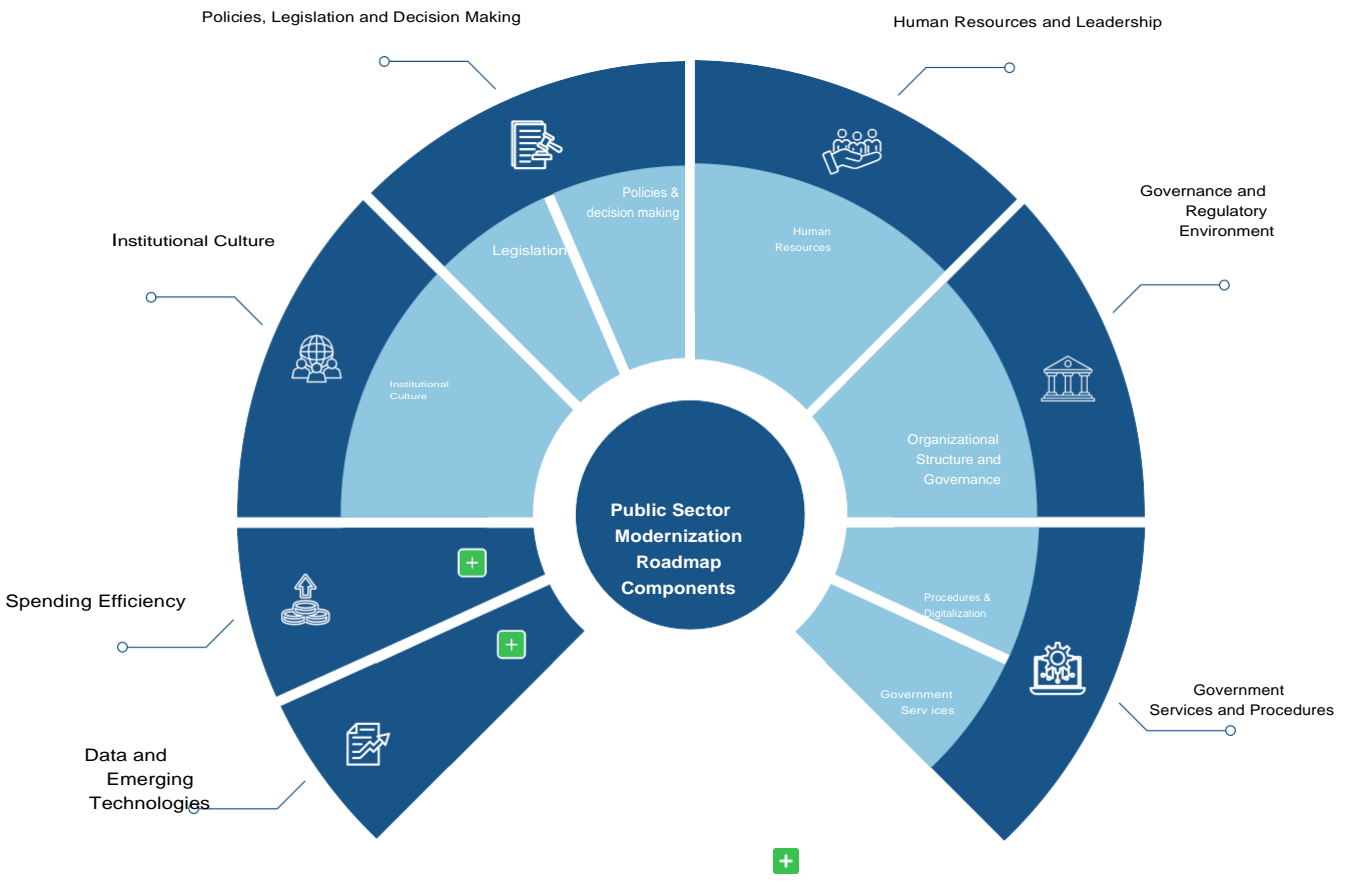 Policies, Legislation and Decision Making
Human Resources and Leadership
Governance and
Regulatory
Environment
Institutional Culture
Policies &
decision making
Legislation
Human
Resources
Institutional
Culture
Organizational
Structure and
Governance
Public Sector
Modernization
Roadmap
Components
Spending Efficiency
Procedures &
Digitalization
Government
Serv ices
Government
Services and Procedures
Data and
Emerging
Technologies